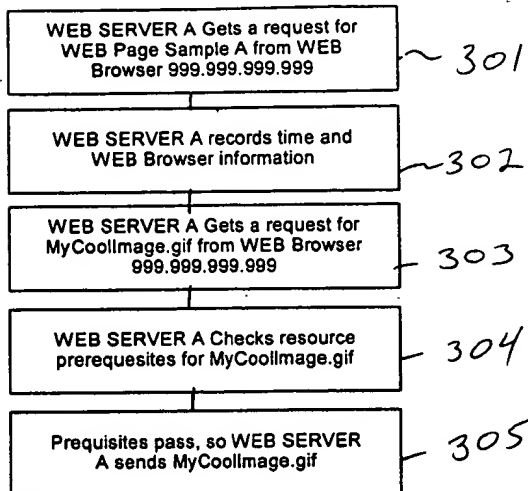 WEB SERVER A Gets a request for
WEB Page Sample A from WEB
Browser 999.999.999.999
301
WEB SERVER A records time and
WEB Browser information
302
WEB SERVER A Gets a request for
MyCoolImage.gif from WEB Browser
999.999.999.999
303
WEB SERVER A Checks resource
prerequesites for MyCoolImage.gif
304
Prequisites pass, so WEB SERVER
A sends MyCoolImage.gif
305